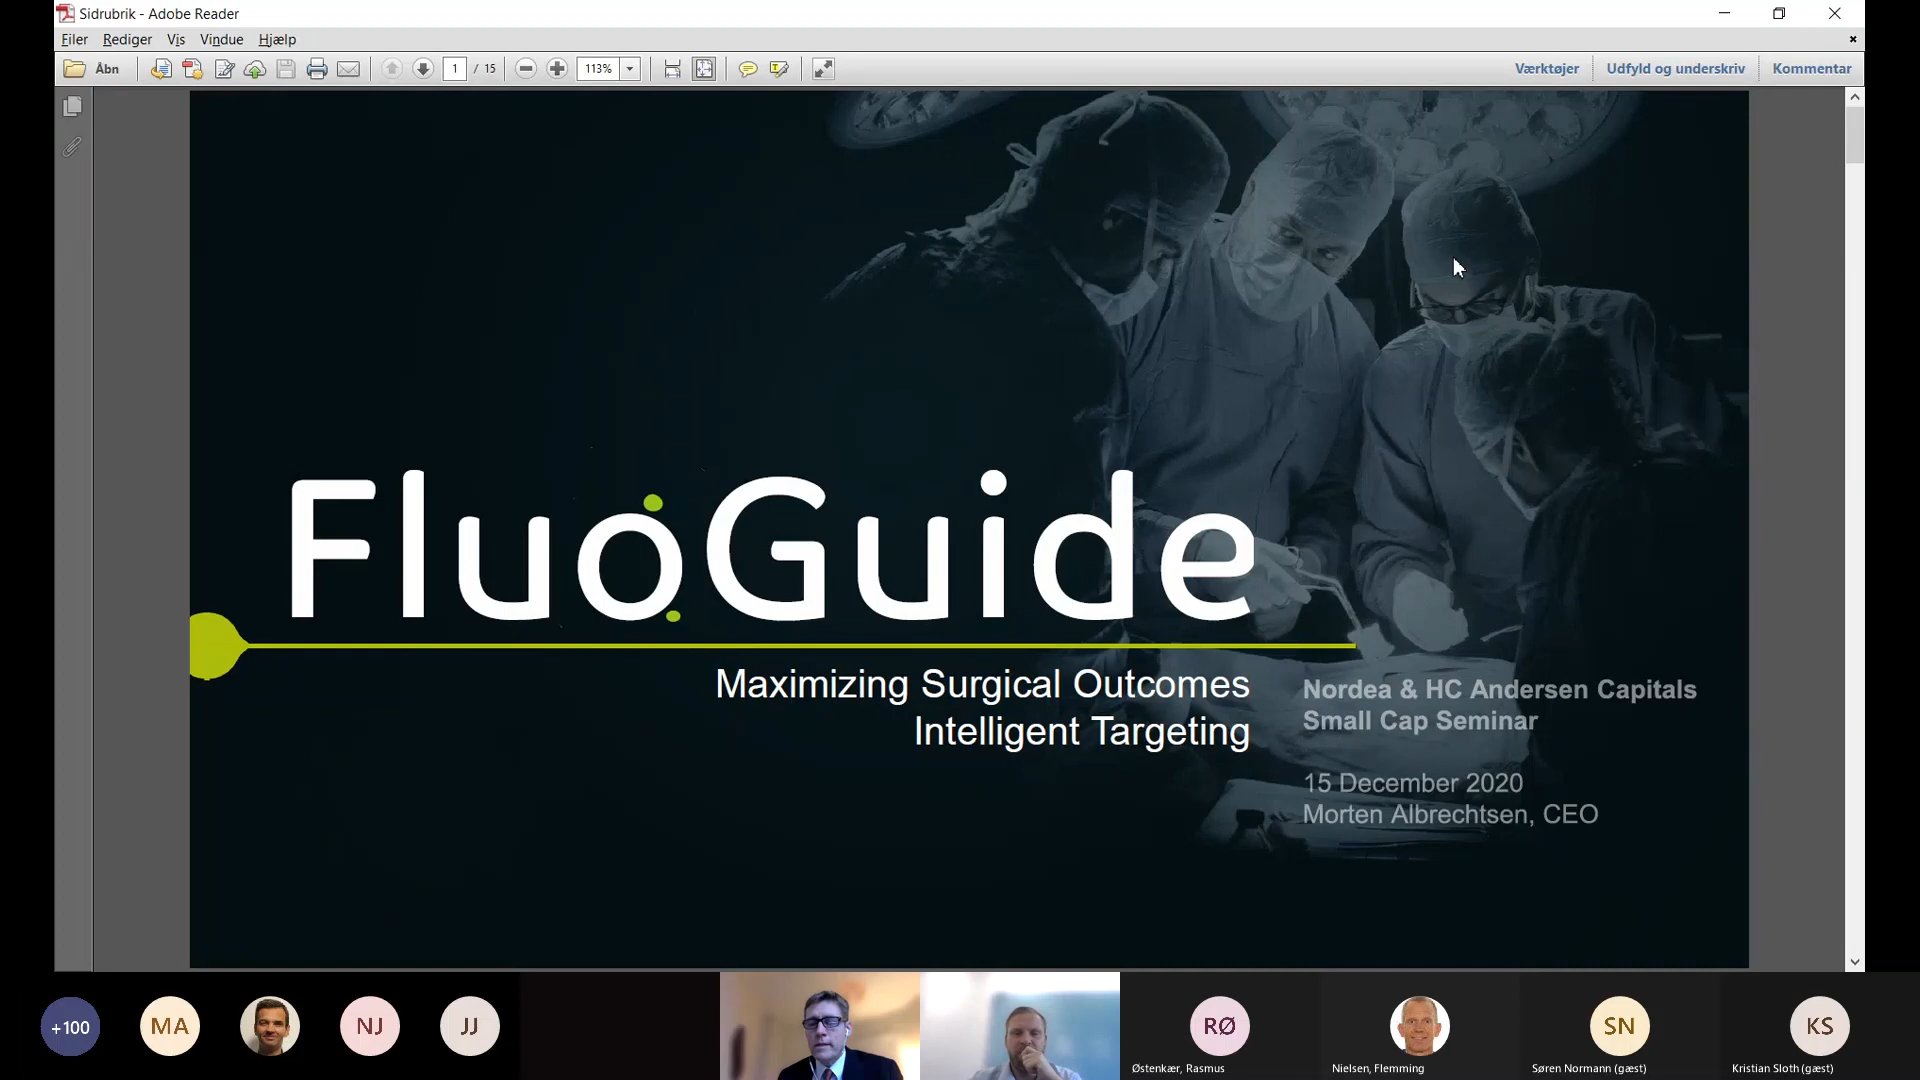 Sidrubrik - Adobe Reader
Filer Rediger Vis Vindue Hjælp
Åbn 1 / 15 113% Værktøjer Udfyld og underskriv Kommentar
FluoGuide
Maximizing Surgical Outcomes
Intelligent Targeting
Nordea & HC Andersen Capitals
Small Cap Seminar
15 December 2020
Morten Albrechtsen, CEO
+100 MA NJ JJ RØ SN KS
Østenkær, Rasmus Nielsen, Flemming Søren Normann (gæst) Kristian Sloth (gæst)